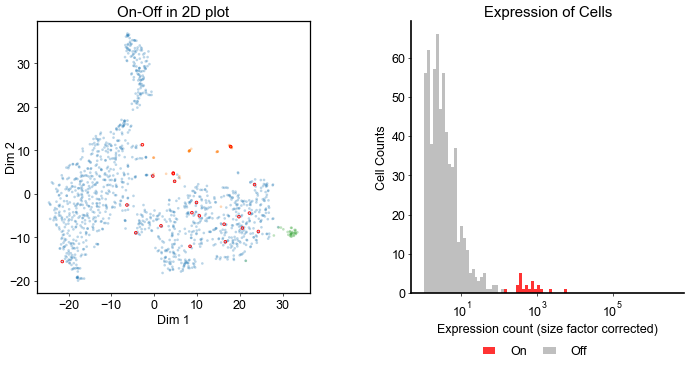 On-Off in 2D plot
30
20
10
0
−10
−20
Dim 2
−20 −10 0 10 20 30
Dim 1
Expression of Cells
60
50
40
30
20
10
0
Cell Counts
10^1 10^3 10^5
Expression count (size factor corrected)
On Off